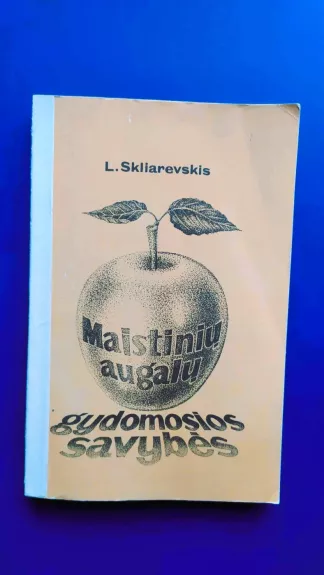 L. Skliarevskis
Maistinių
augalų
gydomosios
savybės